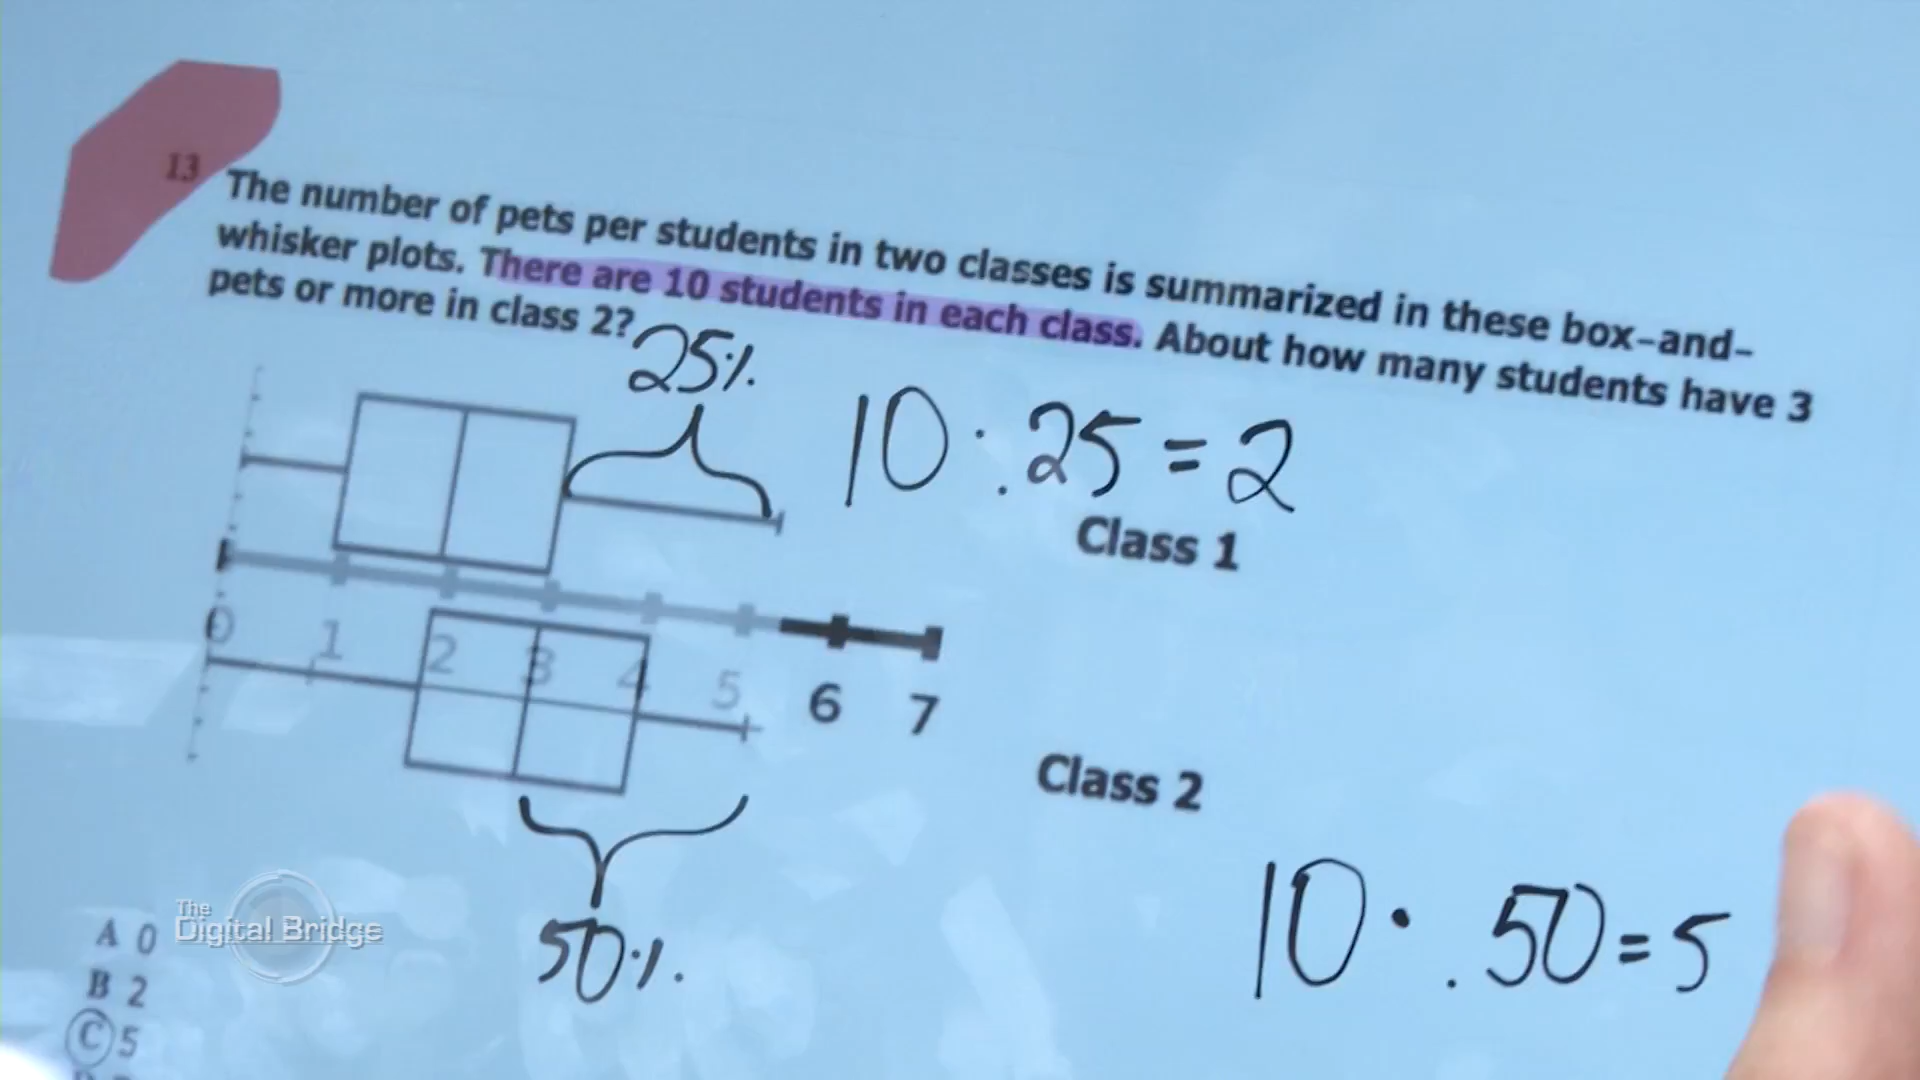 13 The number of pets per students in two classes is summarized in these box-and-
whisker plots. There are 10 students in each class. About how many students have 3
pets or more in class 2?
25%
10 · .25 = 2
Class 1
0 1 2 3 4 5 6 7
Class 2
50%
10 · .50 = 5
A 0
B 2
C 5
The
Digital Bridge